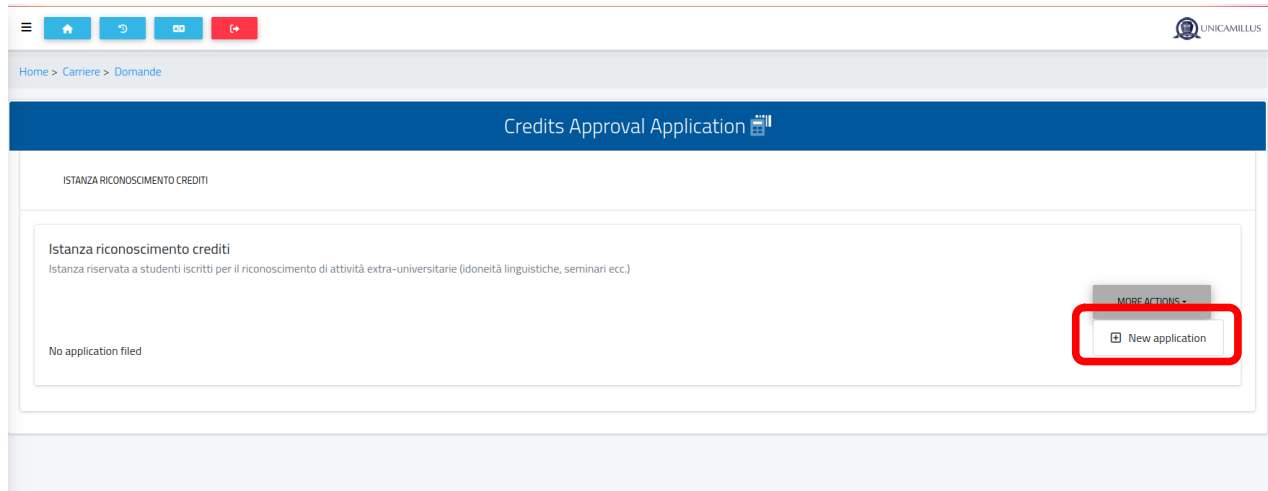 UNICAMILLUS
Home > Carriere > Domande
Credits Approval Application
ISTANZA RICONOSCIMENTO CREDITI
Istanza riconoscimento crediti
Istanza riservata a studenti iscritti per il riconoscimento di attività extra-universitarie (idoneità linguistiche, seminari ecc.)
MORE ACTIONS
New application
No application filed